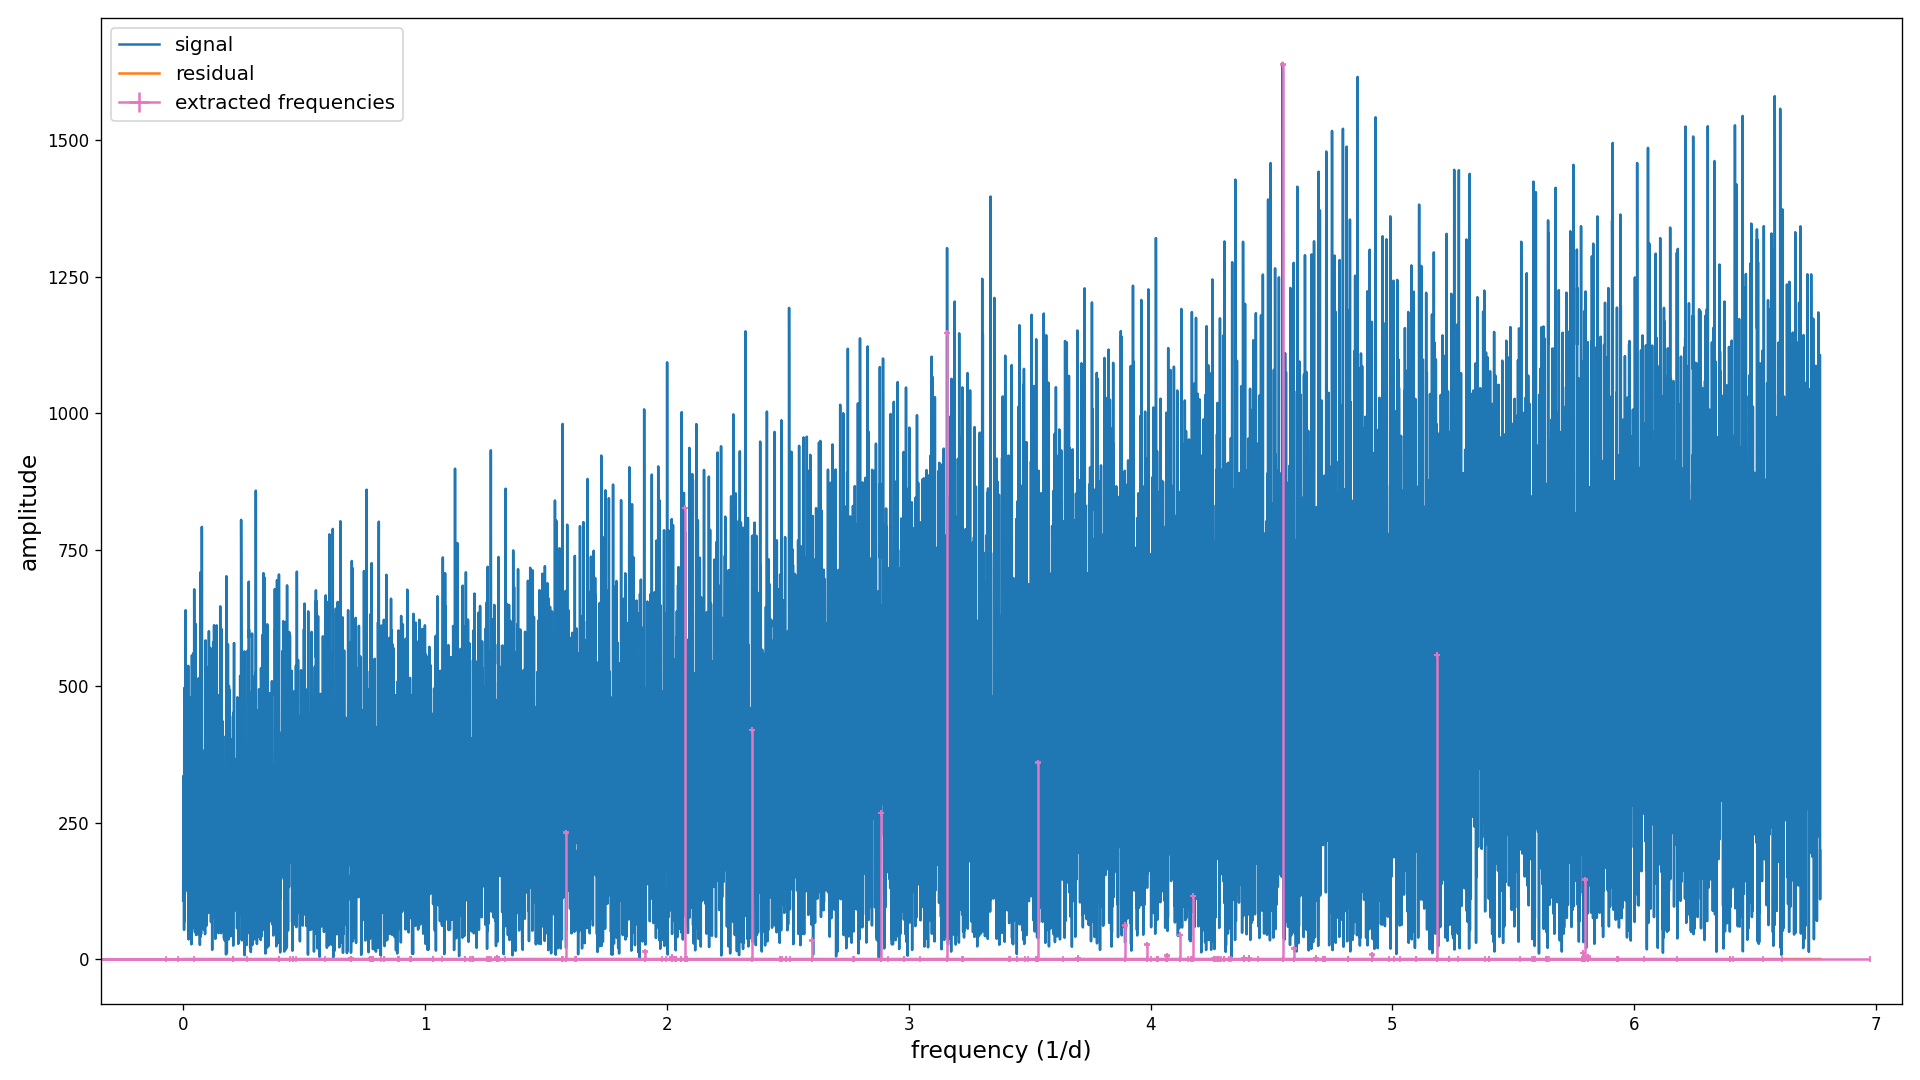 signal
residual
extracted frequencies
amplitude
1500
1250
1000
750
500
250
0
0 1 2 3 4 5 6 7
frequency (1/d)